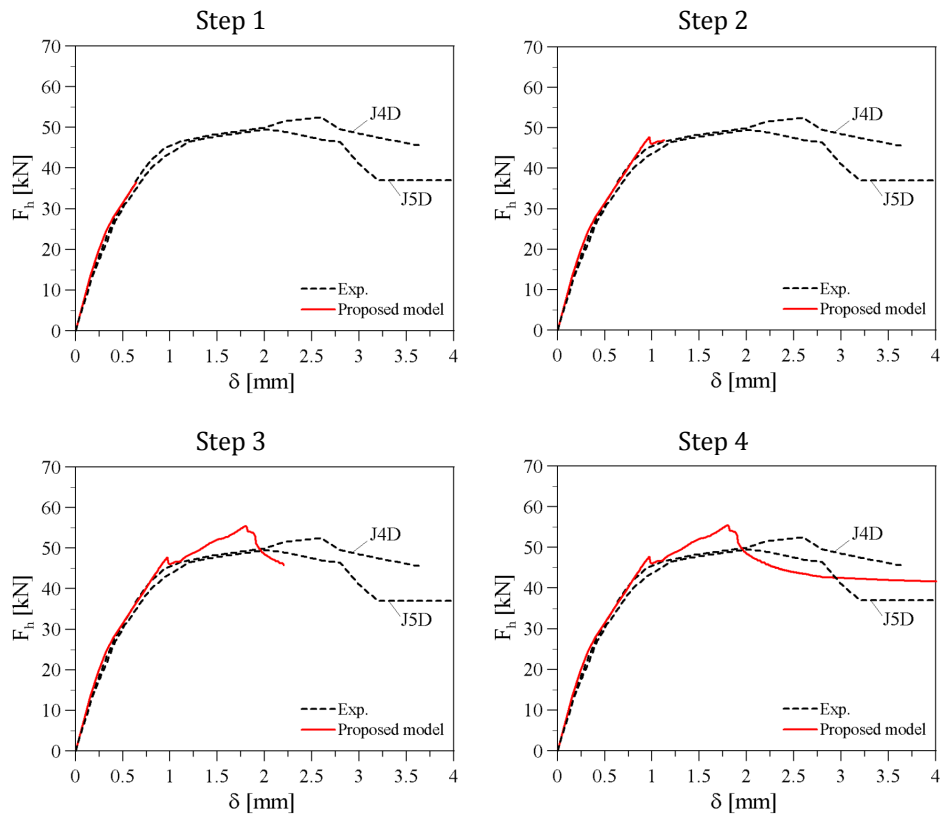 Step 1
70
60
50
40
30
20
10
0
F_h [kN]
J4D
J5D
Exp.
Proposed model
0 0.5 1 1.5 2 2.5 3 3.5 4
δ [mm]
Step 2
70
60
50
40
30
20
10
0
F_h [kN]
J4D
J5D
Exp.
Proposed model
0 0.5 1 1.5 2 2.5 3 3.5 4
δ [mm]
Step 3
70
60
50
40
30
20
10
0
F_h [kN]
J4D
J5D
Exp.
Proposed model
0 0.5 1 1.5 2 2.5 3 3.5 4
δ [mm]
Step 4
70
60
50
40
30
20
10
0
F_h [kN]
J4D
J5D
Exp.
Proposed model
0 0.5 1 1.5 2 2.5 3 3.5 4
δ [mm]